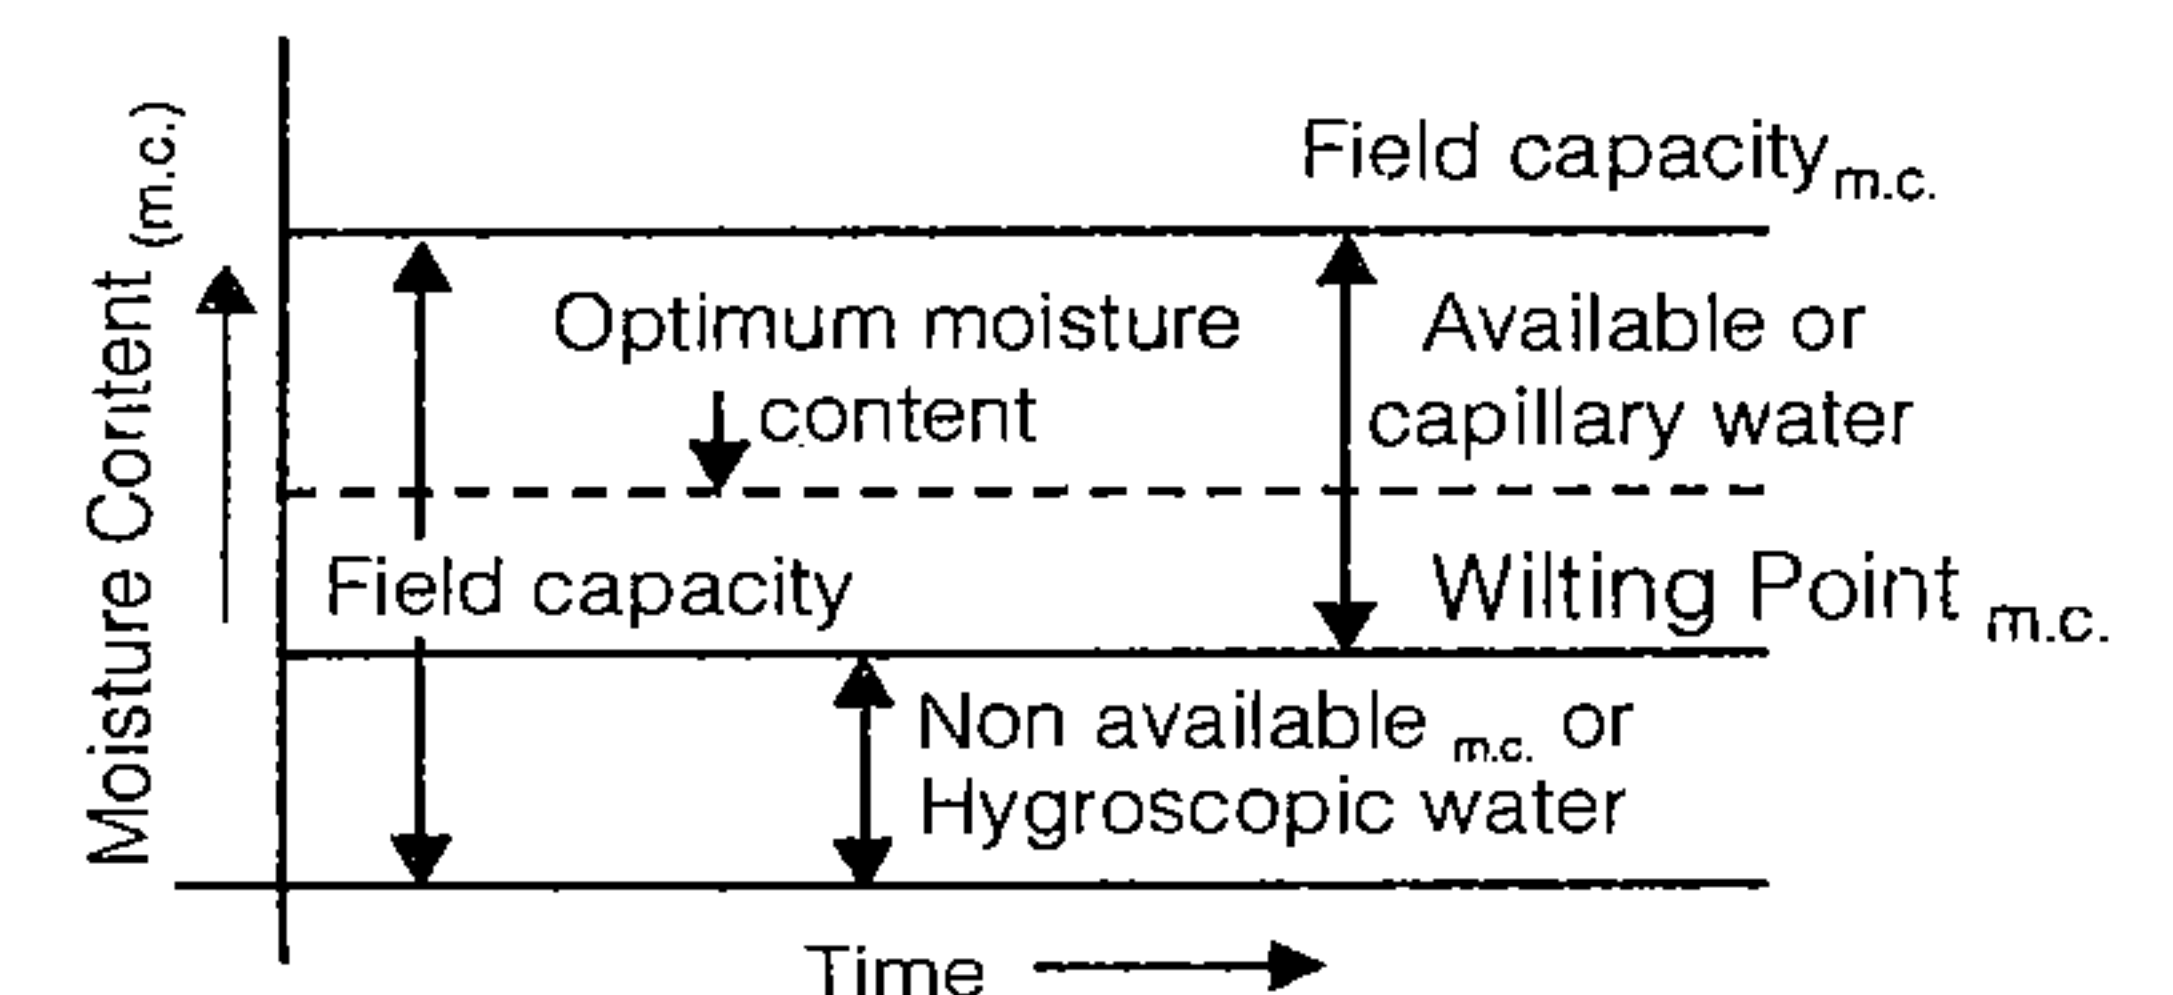 Moisture Content (m.c.)
Field capacity m.c.
Optimum moisture
content
Available or
capillary water
Field capacity
Wilting Point m.c.
Non available m.c. or
Hygroscopic water
Time